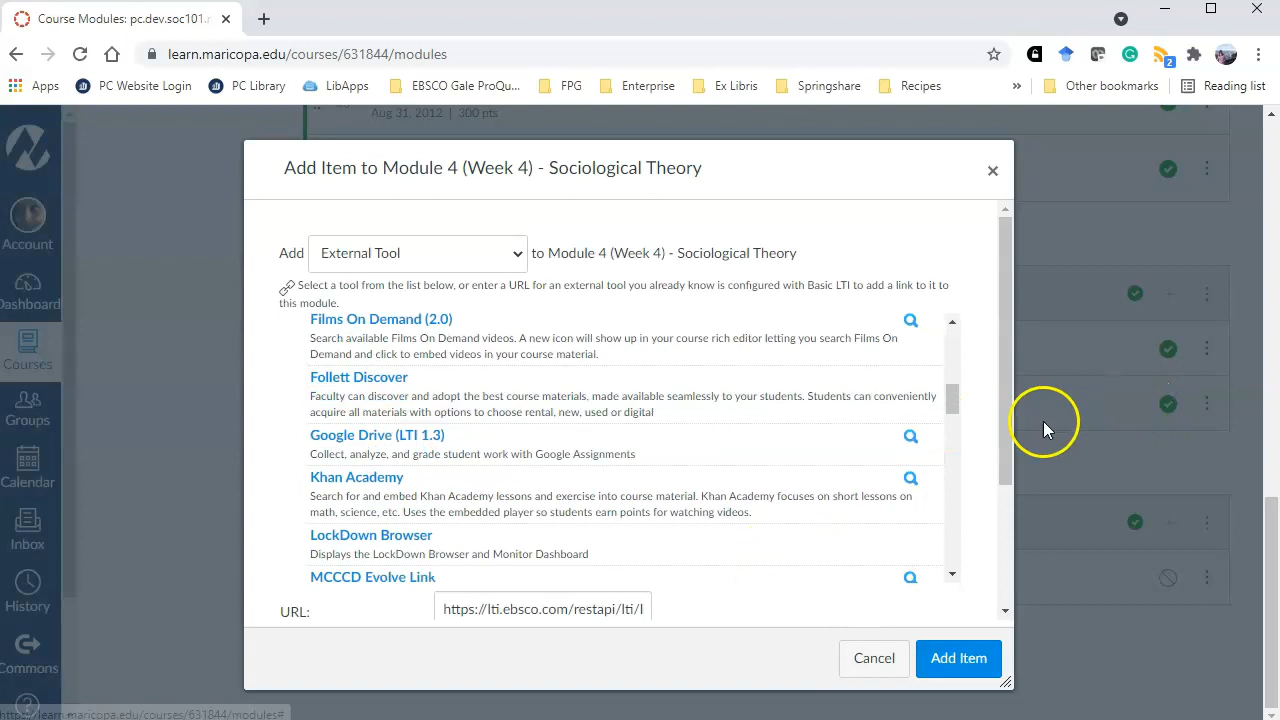 Course Modules: pc.dev.soc101.
learn.maricopa.edu/courses/631844/modules
2
Apps PC Website Login PC Library LibApps EBSCO Gale ProQu... FPG Enterprise Ex Libris Springshare Recipes » Other bookmarks Reading list
Aug 31, 2012 | 300 pts
Account
Dashboard
Courses
Groups
Calendar
Inbox
History
Commons
Add Item to Module 4 (Week 4) - Sociological Theory
Add External Tool to Module 4 (Week 4) - Sociological Theory
Select a tool from the list below, or enter a URL for an external tool you already know is configured with Basic LTI to add a link to it to
this module.
Films On Demand (2.0)
Search available Films On Demand videos. A new icon will show up in your course rich editor letting you search Films On
Demand and click to embed videos in your course material.
Follett Discover
Faculty can discover and adopt the best course materials, made available seamlessly to your students. Students can conveniently
acquire all materials with options to choose rental, new, used or digital
Google Drive (LTI 1.3)
Collect, analyze, and grade student work with Google Assignments
Khan Academy
Search for and embed Khan Academy lessons and exercise into course material. Khan Academy focuses on short lessons on
math, science, etc. Uses the embedded player so students earn points for watching videos.
LockDown Browser
Displays the LockDown Browser and Monitor Dashboard
MCCCD Evolve Link
URL: https://lti.ebsco.com/restapi/lti/l
Cancel Add Item
https://learn.maricopa.edu/courses/631844/modules#